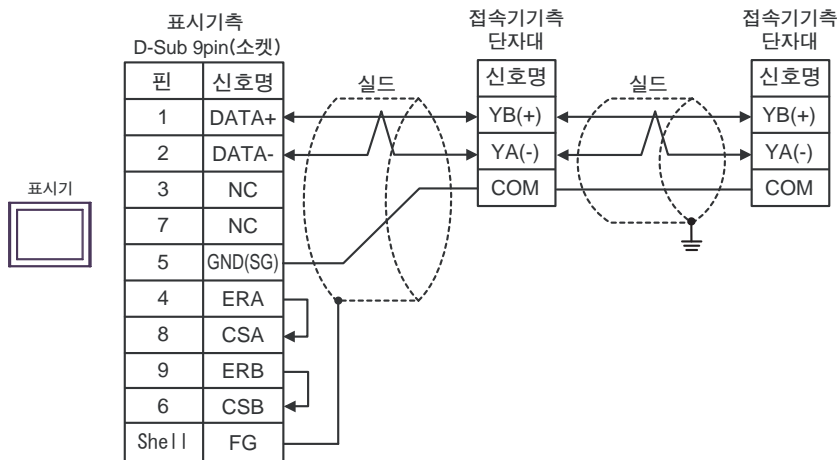 표시기측
D-Sub 9pin(소켓)
핀 신호명
1 DATA+
2 DATA-
3 NC
7 NC
5 GND(SG)
4 ERA
8 CSA
9 ERB
6 CSB
Shell FG
표시기
실드
접속기기측
단자대
신호명
YB(+)
YA(-)
COM
실드
접속기기측
단자대
신호명
YB(+)
YA(-)
COM